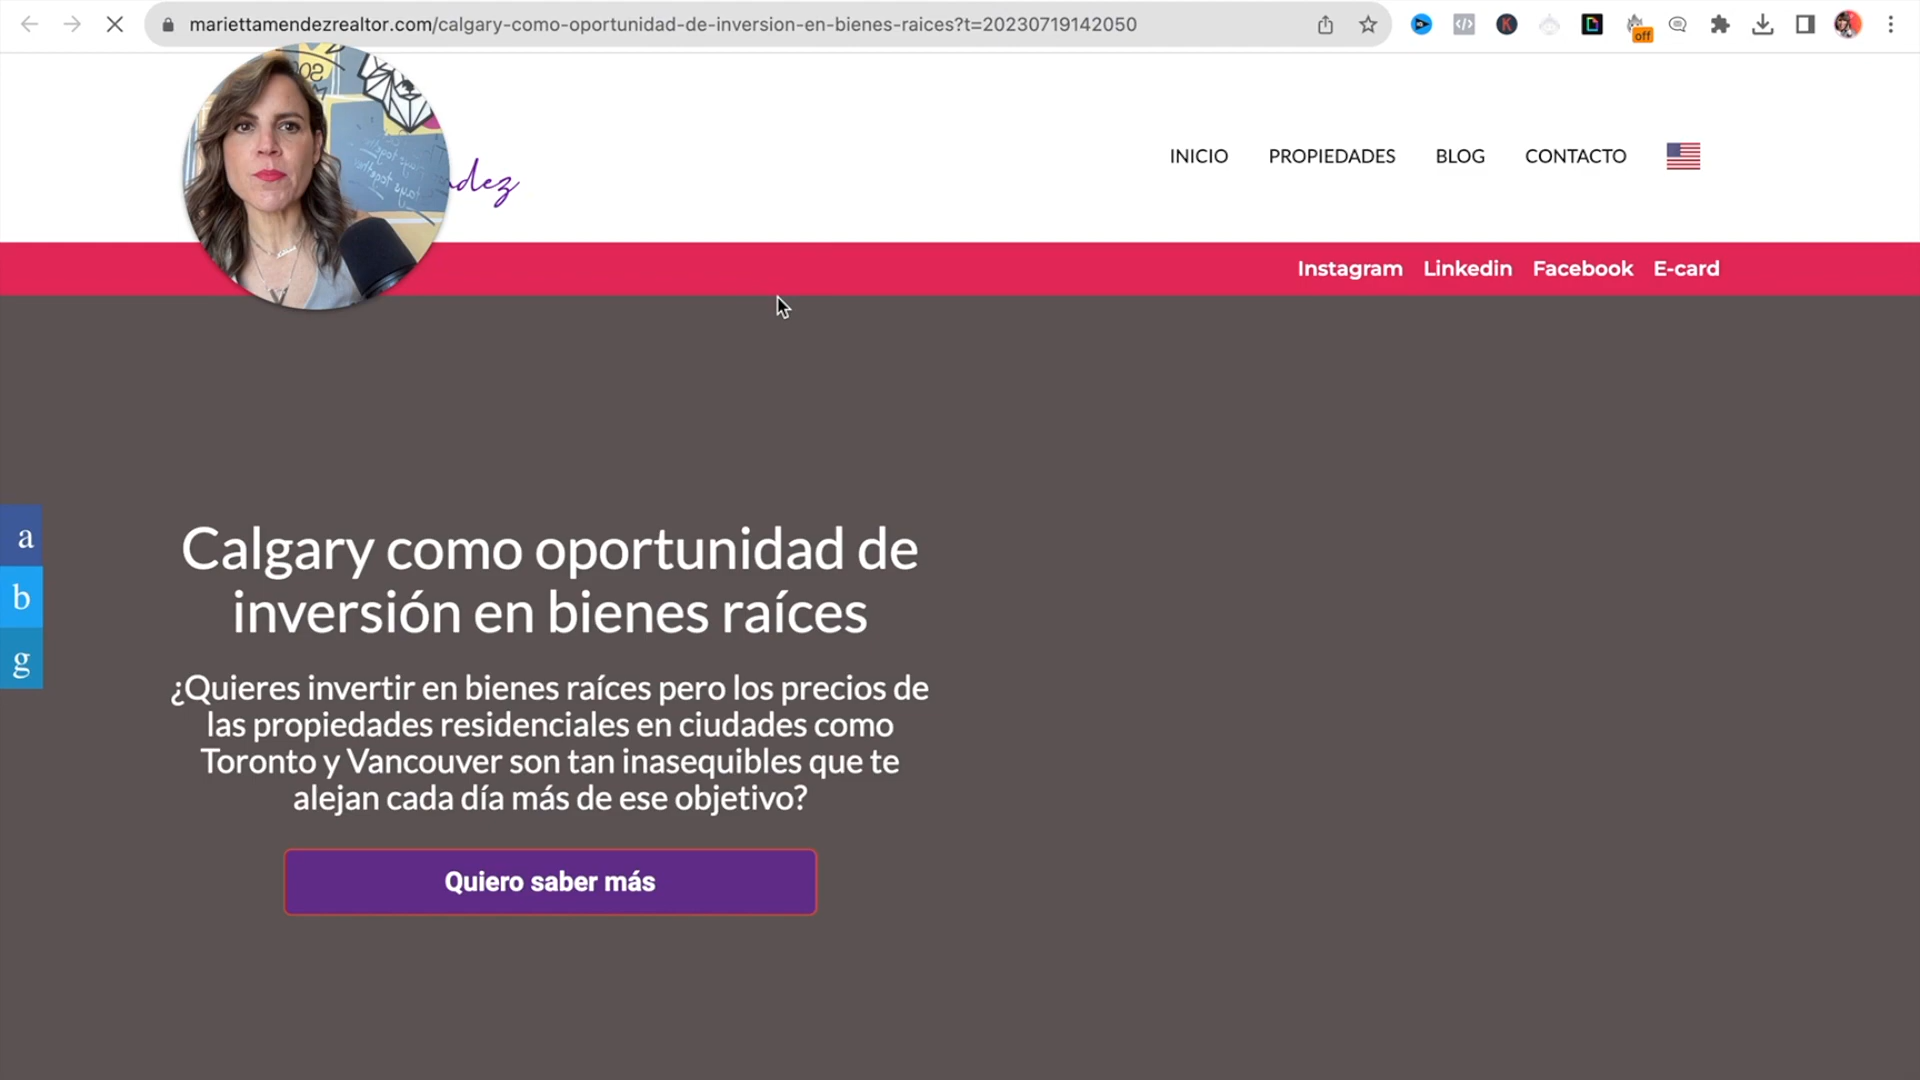 mariettamendezrealtor.com/calgary-como-oportunidad-de-inversion-en-bienes-raices?t=20230719142050
off
INICIO PROPIEDADES BLOG CONTACTO
Instagram Linkedin Facebook E-card
a
b
g
Calgary como oportunidad de
inversión en bienes raíces
¿Quieres invertir en bienes raíces pero los precios de
las propiedades residenciales en ciudades como
Toronto y Vancouver son tan inasequibles que te
alejan cada día más de ese objetivo?
Quiero saber más